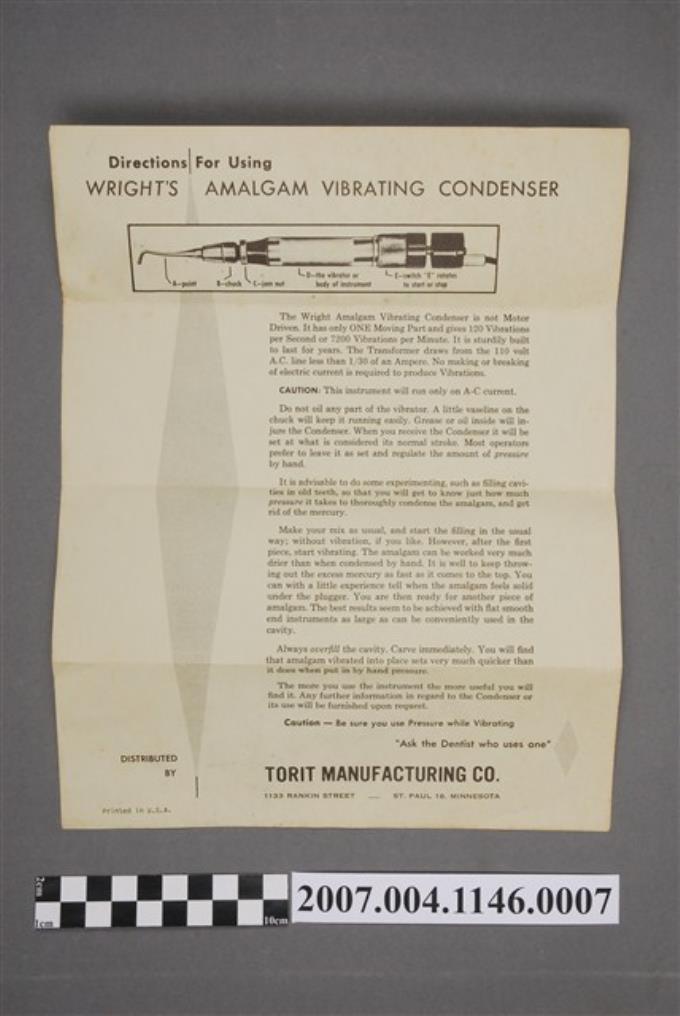 Directions For Using
WRIGHT'S AMALGAM VIBRATING CONDENSER
A—point
B—chuck
C—jam nut
D—the vibrator or
body of instrument
E—switch "E" rotates
to start or stop
The Wright Amalgam Vibrating Condenser is not Motor
Driven. It has only ONE Moving Part and gives 120 Vibrations
per Second or 7200 Vibrations per Minute. It is sturdily built
to last for years. The Transformer draws from the 110 volt
A.C. line less than 1/30 of an Ampere. No making or breaking
of electric current is required to produce Vibrations.
CAUTION: This instrument will run only on A-C current.
Do not oil any part of the vibrator. A little vaseline on the
chuck will keep it running easily. Grease or oil inside will in-
jure the Condenser. When you receive the Condenser it will be
set at what is considered its normal stroke. Most operators
prefer to leave it as set and regulate the amount of pressure
by hand.
It is advisable to do some experimenting, such as filling cavi-
ties in old teeth, so that you will get to know just how much
pressure it takes to thoroughly condense the amalgam, and get
rid of the mercury.
Make your mix as usual, and start the filling in the usual
way; without vibration, if you like. However, after the first
piece, start vibrating. The amalgam can be worked very much
drier than when condensed by hand. It is well to keep throw-
ing out the excess mercury as fast as it comes to the top. You
can with a little experience tell when the amalgam feels solid
under the plugger. You are then ready for another piece of
amalgam. The best results seem to be achieved with flat smooth
end instruments as large as can be conveniently used in the
cavity.
Always overfill the cavity. Carve immediately. You will find
that amalgam vibrated into place sets very much quicker than
it does when put in by hand pressure.
The more you use the instrument the more useful you will
find it. Any further information in regard to the Condenser or
its use will be furnished upon request.
Caution — Be sure you use Pressure while Vibrating
"Ask the Dentist who uses one"
DISTRIBUTED
BY
TORIT MANUFACTURING CO.
1133 RANKIN STREET — ST. PAUL 16, MINNESOTA
Printed in U.S.A.
2cm
1cm
10cm
2007.004.1146.0007